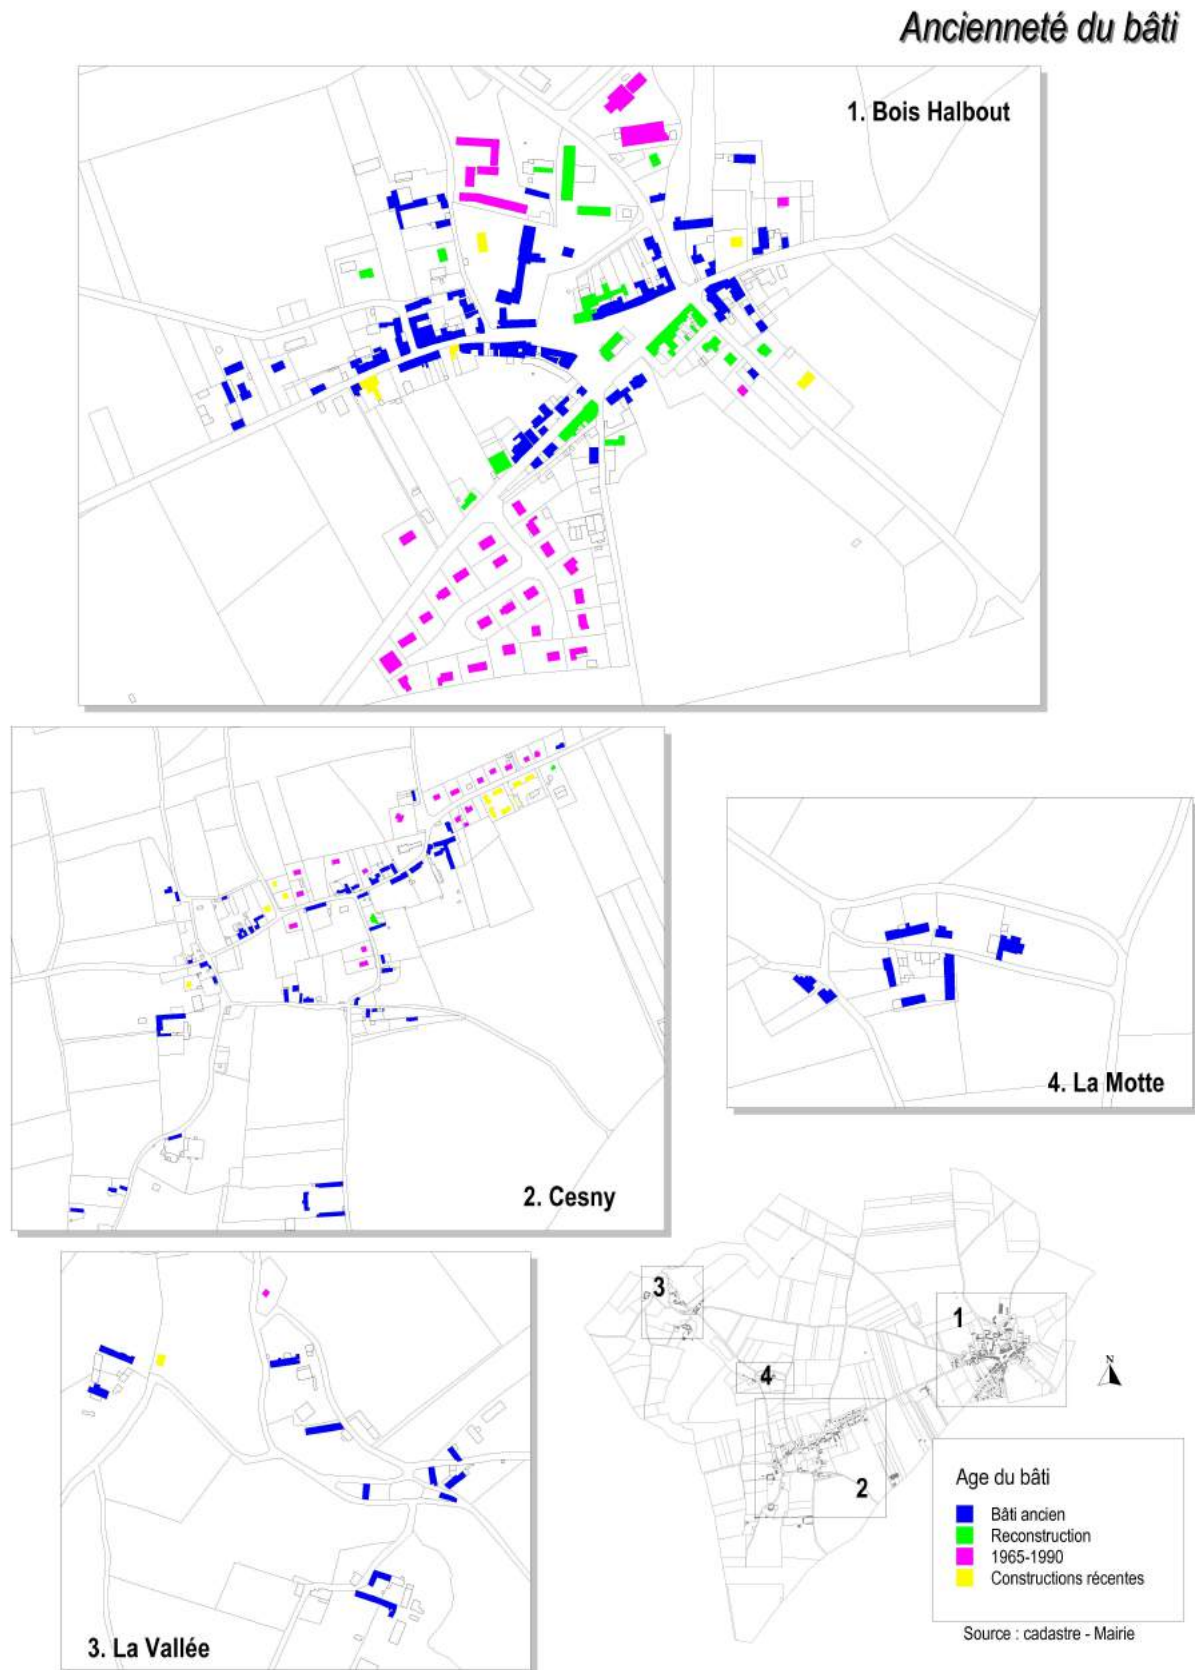 Ancienneté du bâti
1. Bois Halbout
4. La Motte
2. Cesny
3
1
4
2
N
Age du bâti
Bâti ancien
Reconstruction
1965-1990
Constructions récentes
3. La Vallée
Source : cadastre - Mairie